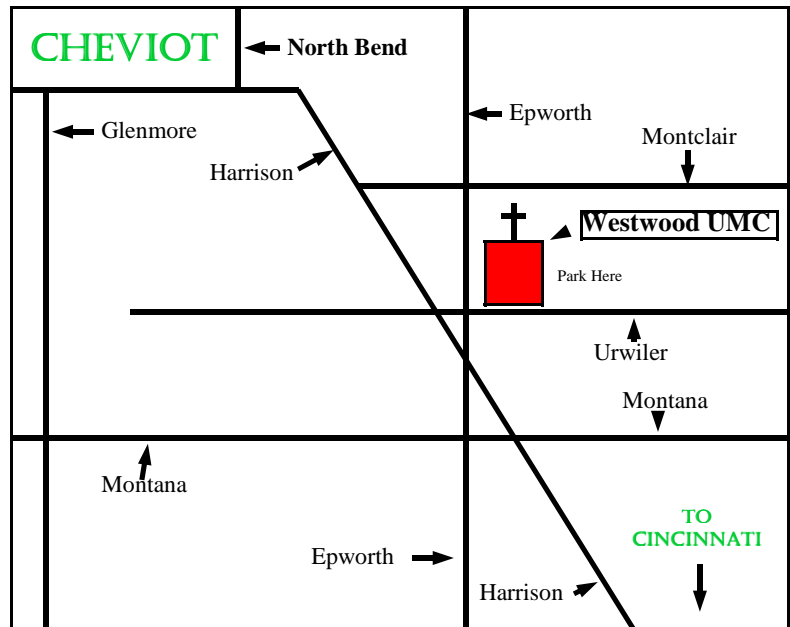 CHEVIOT
North Bend
Epworth
Glenmore
Montclair
Harrison
Westwood UMC
Park Here
Urwiler
Montana
Montana
TO
CINCINNATI
Epworth
Harrison